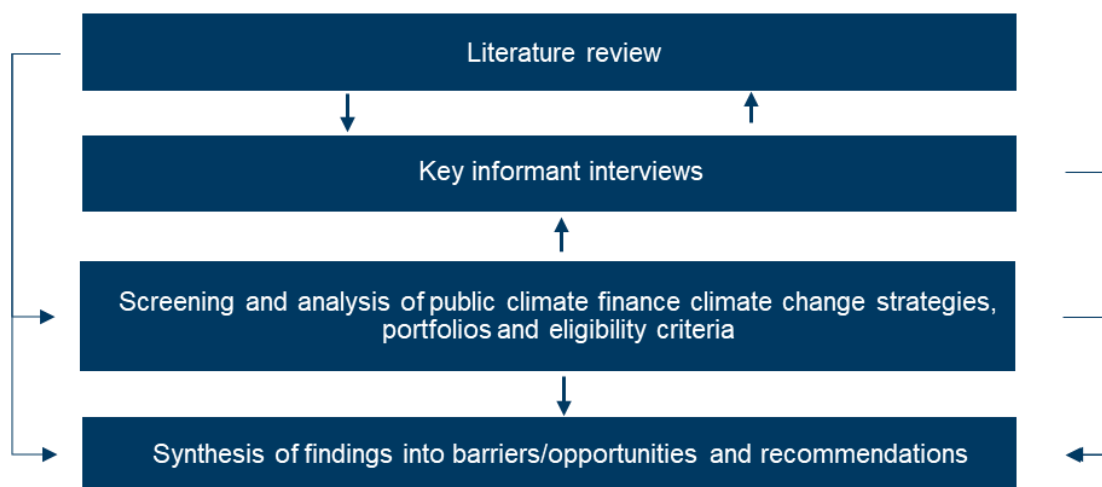 Literature review
Key informant interviews
Screening and analysis of public climate finance climate change strategies,
portfolios and eligibility criteria
Synthesis of findings into barriers/opportunities and recommendations